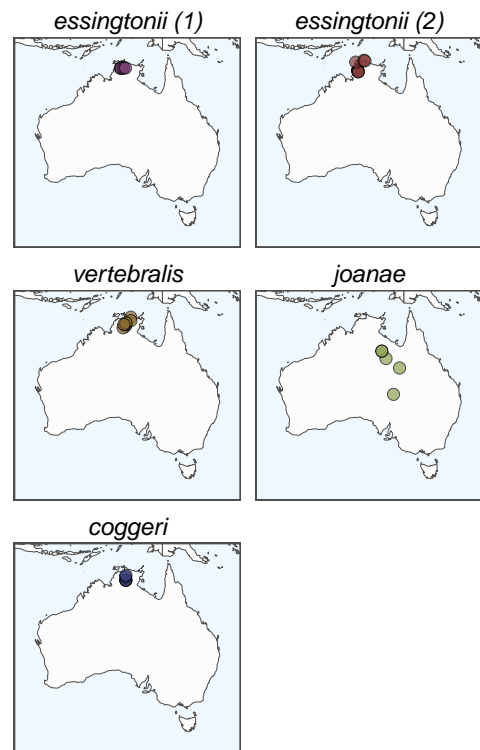 essingtonii (1)
essingtonii (2)
vertebralis
joanae
coggeri